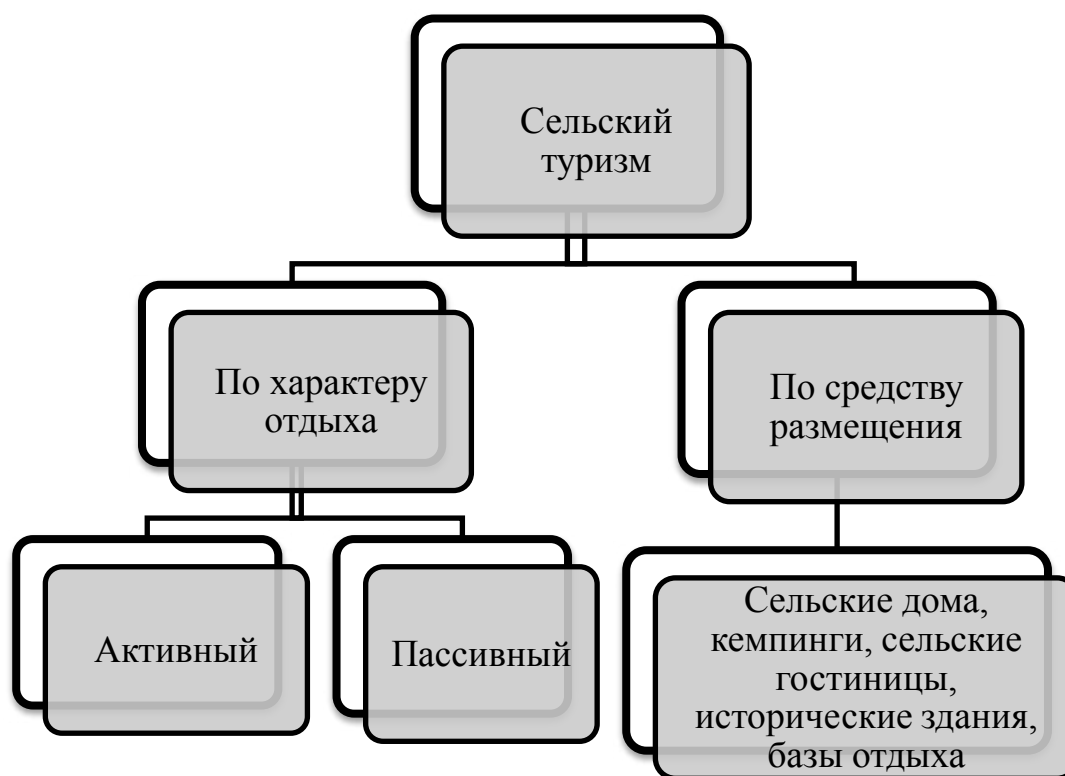 Сельский
туризм
По характеру
отдыха
По средству
размещения
Активный
Пассивный
Сельские дома,
кемпинги, сельские
гостиницы,
исторические здания,
базы отдыха